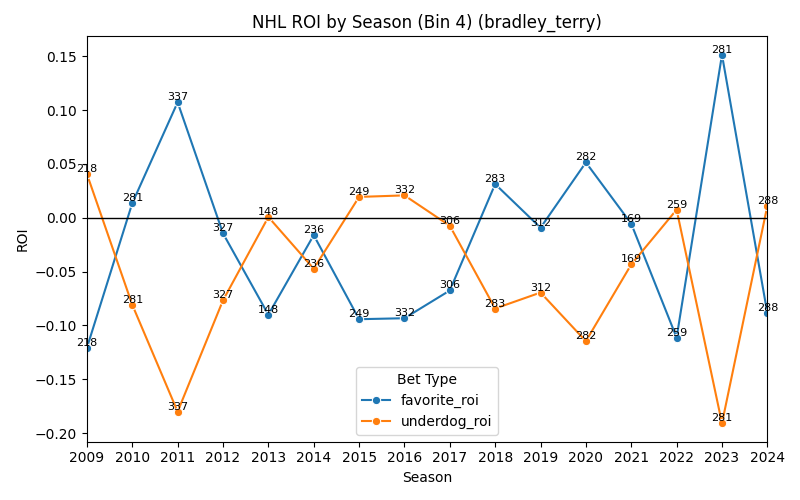 NHL ROI by Season (Bin 4) (bradley_terry)
0.15
0.10
0.05
0.00
−0.05
−0.10
−0.15
−0.20
ROI
218 281 337 327 148 236 249 332 306 283 312 282 169 259 281 288
218 281 337 327 148 236 249 332 306 283 312 282 169 259 281 288
Bet Type
favorite_roi
underdog_roi
2009 2010 2011 2012 2013 2014 2015 2016 2017 2018 2019 2020 2021 2022 2023 2024
Season